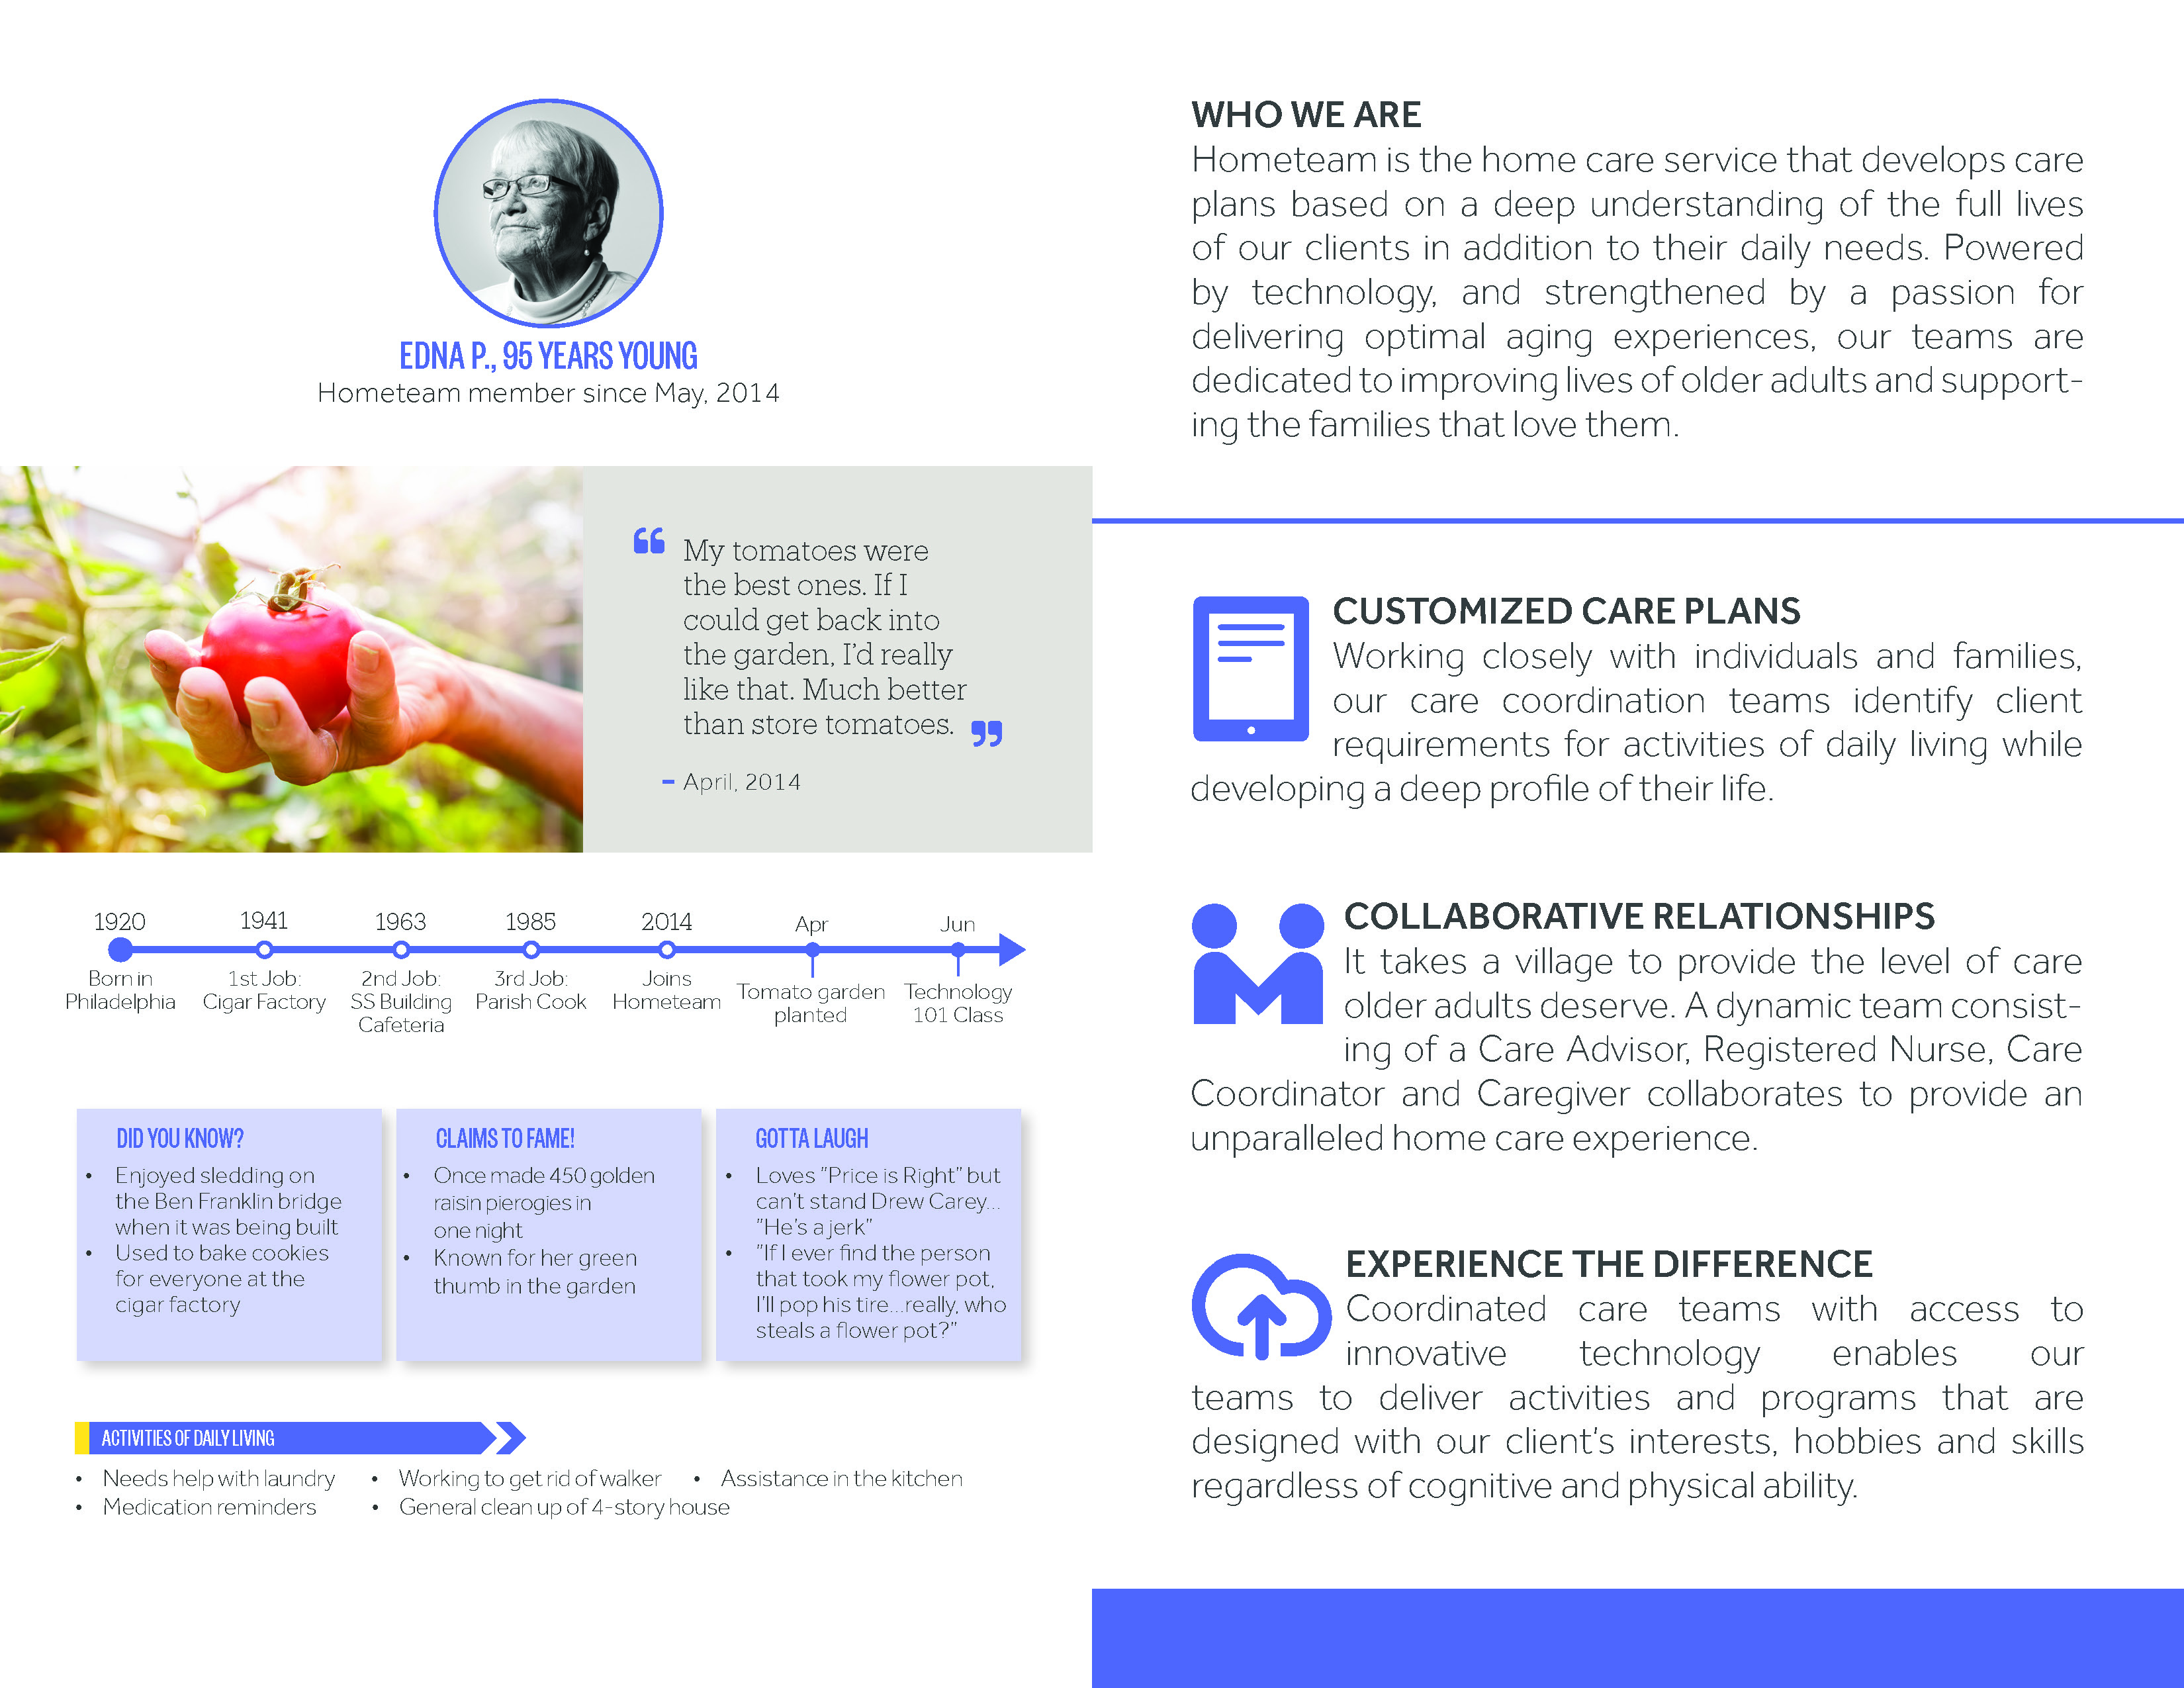 EDNA P., 95 YEARS YOUNG
Hometeam member since May, 2014
“ My tomatoes were
the best ones. If I
could get back into
the garden, I’d really
like that. Much better
than store tomatoes. ”
– April, 2014
1920 1941 1963 1985 2014 Apr Jun
Born in
Philadelphia
1st Job:
Cigar Factory
2nd Job:
SS Building
Cafeteria
3rd Job:
Parish Cook
Joins
Hometeam
Tomato garden
planted
Technology
101 Class
DID YOU KNOW?
• Enjoyed sledding on
the Ben Franklin bridge
when it was being built
• Used to bake cookies
for everyone at the
cigar factory
CLAIMS TO FAME!
• Once made 450 golden
raisin pierogies in
one night
• Known for her green
thumb in the garden
GOTTA LAUGH
• Loves "Price is Right" but
can't stand Drew Carey...
"He's a jerk"
• "If I ever find the person
that took my flower pot,
I'll pop his tire...really, who
steals a flower pot?"
ACTIVITIES OF DAILY LIVING
• Needs help with laundry
• Medication reminders
• Working to get rid of walker
• General clean up of 4-story house
• Assistance in the kitchen
WHO WE ARE
Hometeam is the home care service that develops care
plans based on a deep understanding of the full lives
of our clients in addition to their daily needs. Powered
by technology, and strengthened by a passion for
delivering optimal aging experiences, our teams are
dedicated to improving lives of older adults and support-
ing the families that love them.
CUSTOMIZED CARE PLANS
Working closely with individuals and families,
our care coordination teams identify client
requirements for activities of daily living while
developing a deep profile of their life.
COLLABORATIVE RELATIONSHIPS
It takes a village to provide the level of care
older adults deserve. A dynamic team consist-
ing of a Care Advisor, Registered Nurse, Care
Coordinator and Caregiver collaborates to provide an
unparalleled home care experience.
EXPERIENCE THE DIFFERENCE
Coordinated care teams with access to
innovative technology enables our
teams to deliver activities and programs that are
designed with our client's interests, hobbies and skills
regardless of cognitive and physical ability.